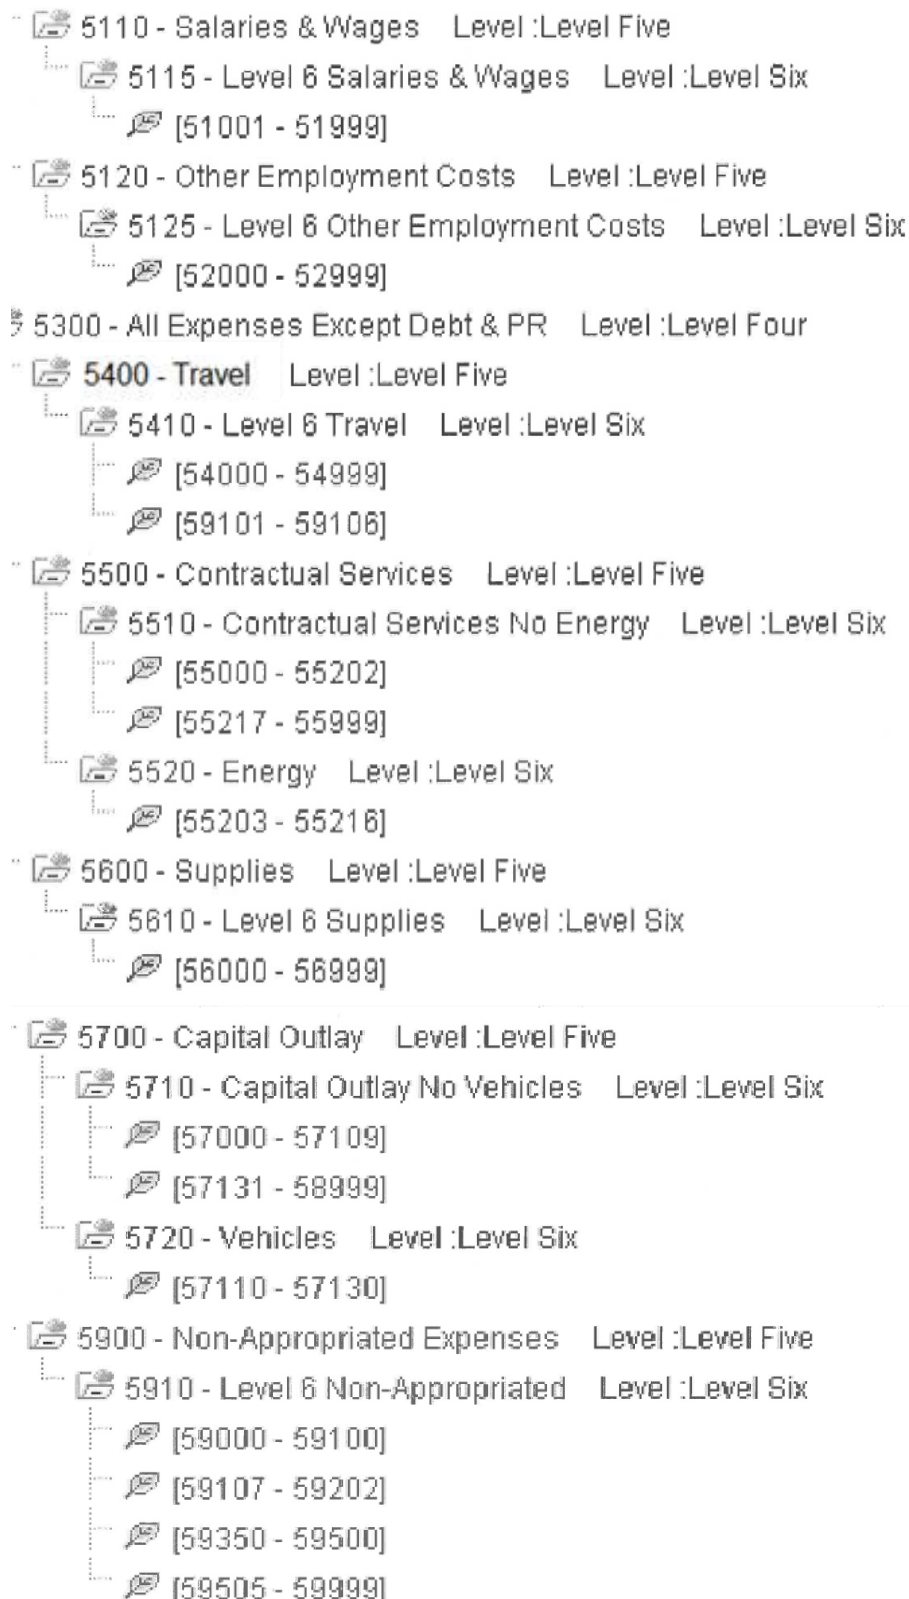 5110 - Salaries & Wages Level :Level Five
5115 - Level 6 Salaries & Wages Level :Level Six
[51001 - 51999]
5120 - Other Employment Costs Level :Level Five
5125 - Level 6 Other Employment Costs Level :Level Six
[52000 - 52999]
5300 - All Expenses Except Debt & PR Level :Level Four
5400 - Travel Level :Level Five
5410 - Level 6 Travel Level :Level Six
[54000 - 54999]
[59101 - 59106]
5500 - Contractual Services Level :Level Five
5510 - Contractual Services No Energy Level :Level Six
[55000 - 55202]
[55217 - 55999]
5520 - Energy Level :Level Six
[55203 - 55216]
5600 - Supplies Level :Level Five
5610 - Level 6 Supplies Level :Level Six
[56000 - 56999]
5700 - Capital Outlay Level :Level Five
5710 - Capital Outlay No Vehicles Level :Level Six
[57000 - 57109]
[57131 - 58999]
5720 - Vehicles Level :Level Six
[57110 - 57130]
5900 - Non-Appropriated Expenses Level :Level Five
5910 - Level 6 Non-Appropriated Level :Level Six
[59000 - 59100]
[59107 - 59202]
[59350 - 59500]
[59505 - 59999]